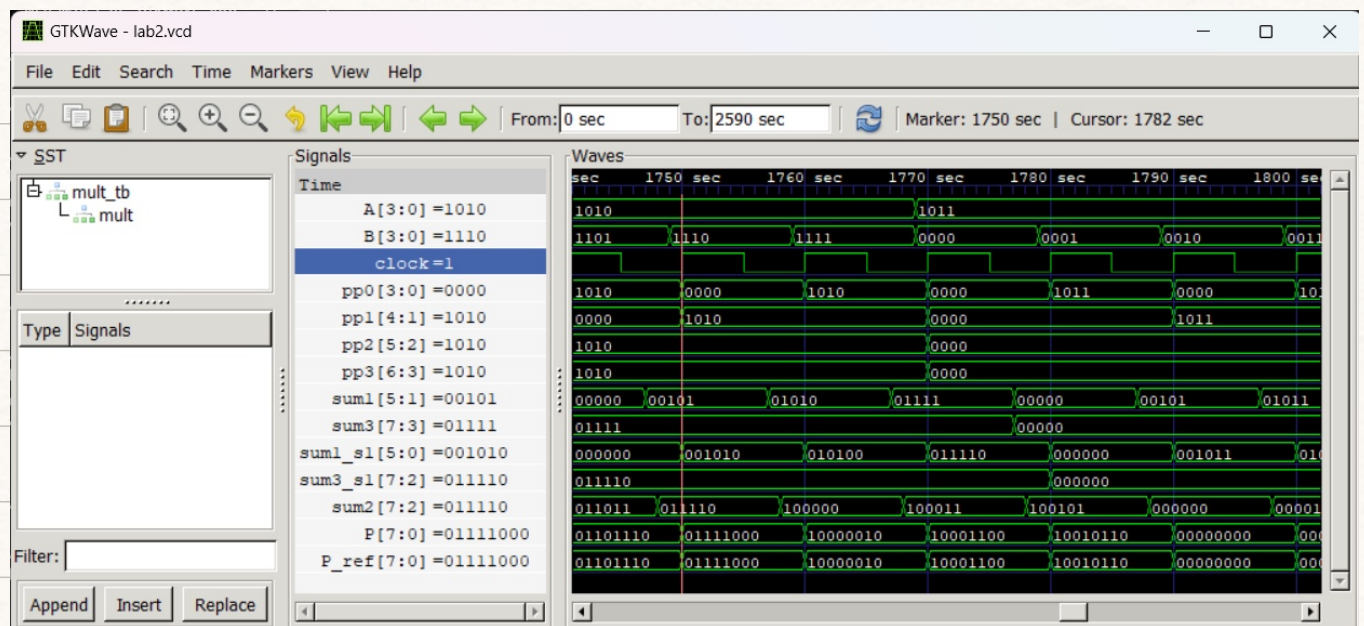 GTKWave - lab2.vcd
File Edit Search Time Markers View Help
From: 0 sec To: 2590 sec Marker: 1750 sec | Cursor: 1782 sec
SST
mult_tb
mult
Type Signals
Filter:
Append Insert Replace
Signals
Time
A[3:0] =1010
B[3:0] =1110
clock =1
pp0[3:0] =0000
pp1[4:1] =1010
pp2[5:2] =1010
pp3[6:3] =1010
sum1[5:1] =00101
sum3[7:3] =01111
sum1_s1[5:0] =001010
sum3_s1[7:2] =011110
sum2[7:2] =011110
P[7:0] =01111000
P_ref[7:0] =01111000
Waves
sec 1750 sec 1760 sec 1770 sec 1780 sec 1790 sec 1800 se
1010 1011
1101 1110 1111 0000 0001 0010 0011
1010 0000 1010 0000 1011 0000 10
0000 1010 0000 1011
1010 0000
1010 0000
00000 00101 01010 01111 00000 00101 01011
01111 00000
000000 001010 010100 011110 000000 001011 01
011110 000000
011011 011110 100000 100011 100101 000000 00001
01101110 01111000 10000010 10001100 10010110 00000000 00
01101110 01111000 10000010 10001100 10010110 00000000 00